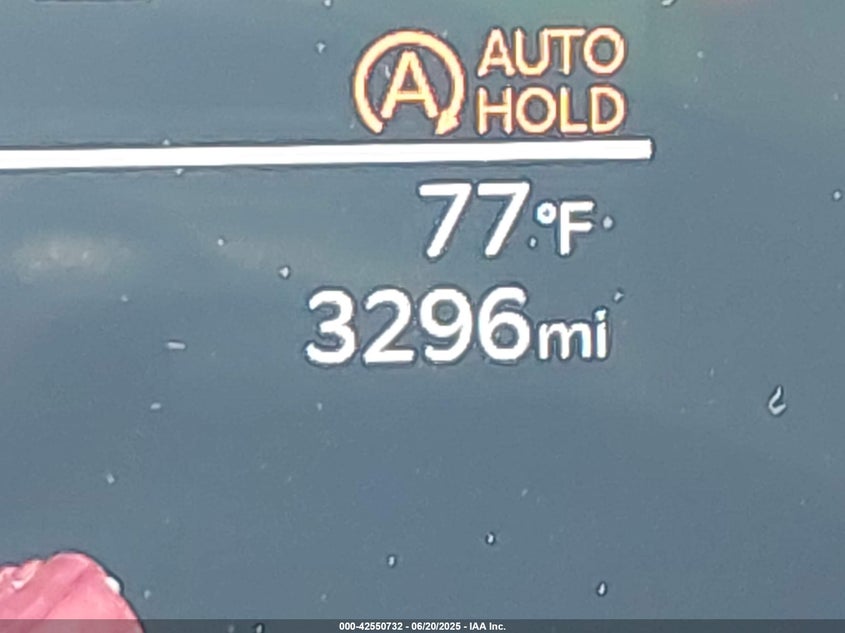 A AUTO
HOLD
77°F
3296mi
000-42550732 - 06/20/2025 - IAA Inc.